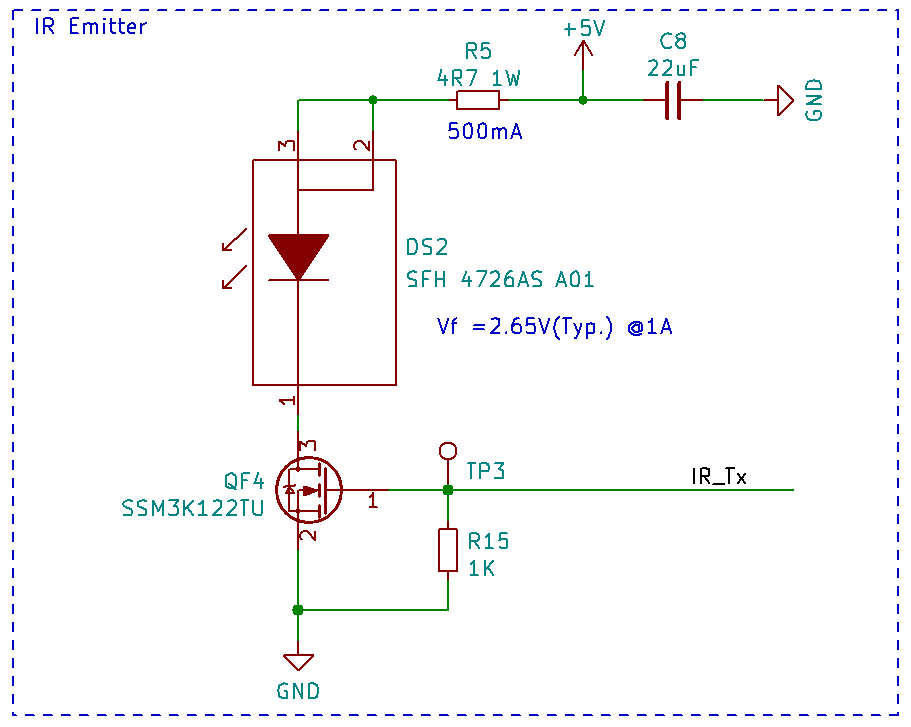 IR Emitter
+5V
R5
4R7 1W
500mA
C8
22uF
GND
3
2
DS2
SFH 4726AS A01
Vf =2.65V(Typ.) @1A
1
3
QF4
SSM3K122TU
1
2
TP3
IR_Tx
R15
1K
GND